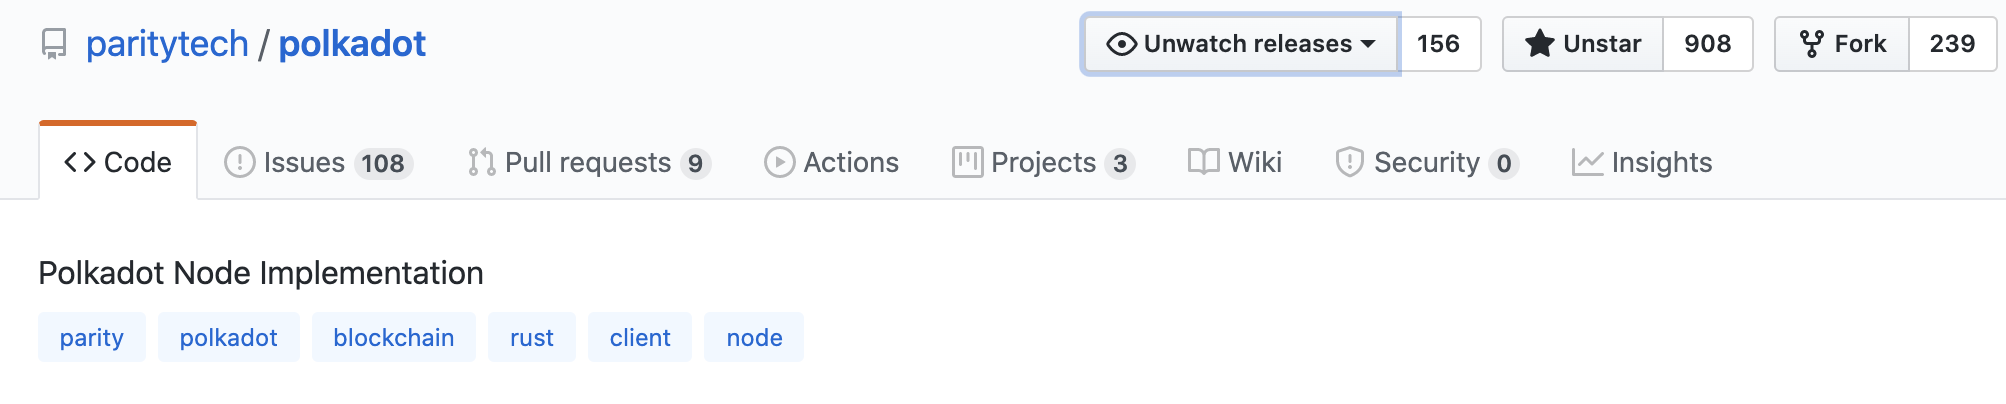 paritytech / polkadot Unwatch releases 156 Unstar 908 Fork 239
Code Issues 108 Pull requests 9 Actions Projects 3 Wiki Security 0 Insights
Polkadot Node Implementation
parity polkadot blockchain rust client node